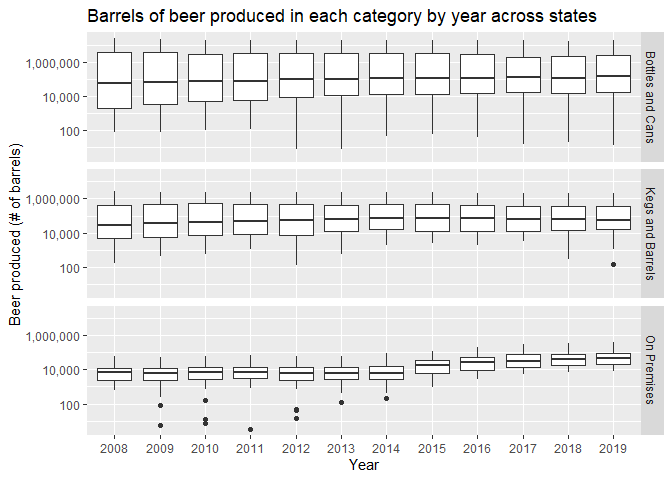 Barrels of beer produced in each category by year across states
Beer produced (# of barrels)
1,000,000
10,000
100
Bottles and Cans
1,000,000
10,000
100
Kegs and Barrels
1,000,000
10,000
100
On Premises
2008 2009 2010 2011 2012 2013 2014 2015 2016 2017 2018 2019
Year